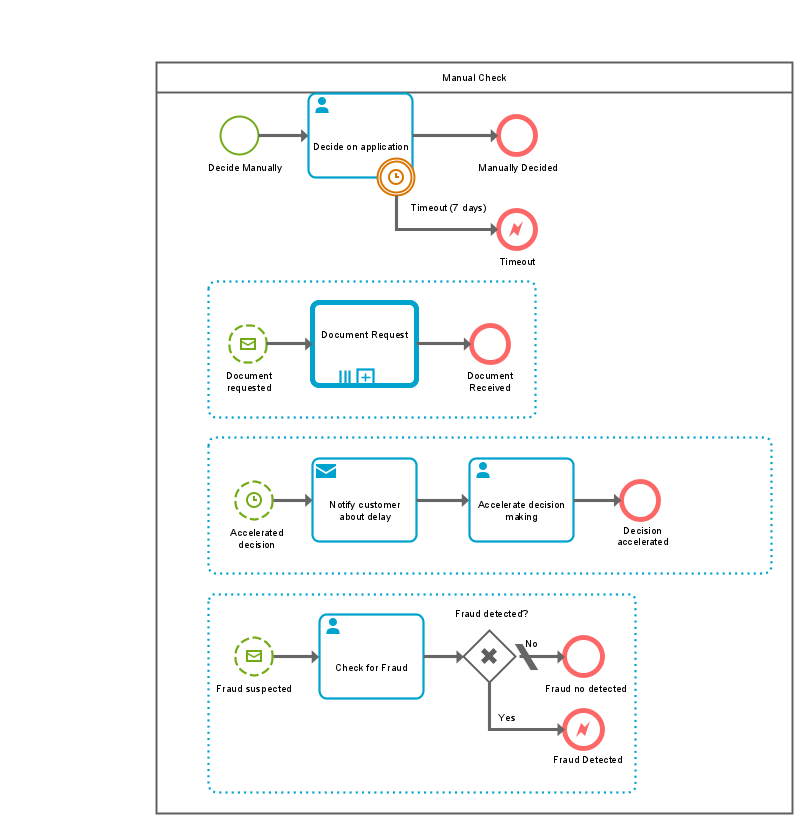 Manual Check
Decide on application
Decide Manually
Manually Decided
Timeout (7 days)
Timeout
Document Request
Document
requested
Document
Received
Notify customer
about delay
Accelerate decision
making
Accelerated
decision
Decision
accelerated
Fraud detected?
No
Check for Fraud
Fraud suspected
Fraud no detected
Yes
Fraud Detected